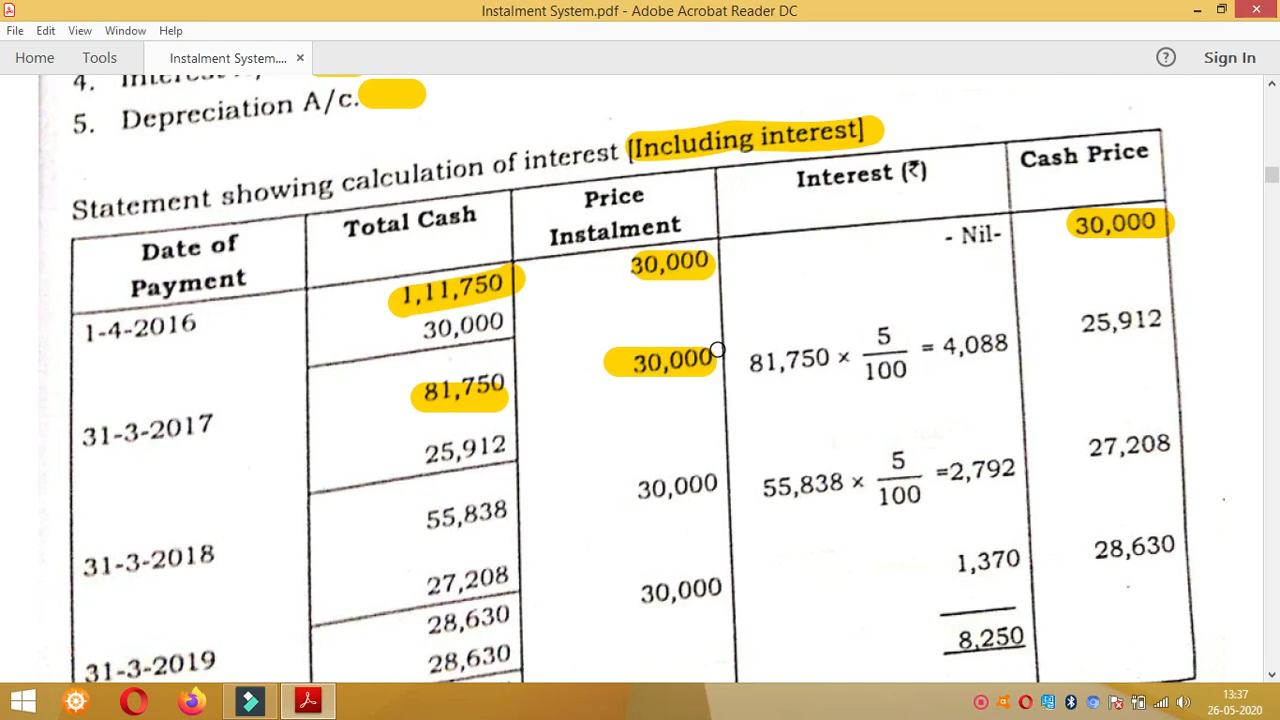 Instalment System.pdf - Adobe Acrobat Reader DC
File Edit View Window Help
Home Tools Instalment System.... × ? Sign In
4.
5. Depreciation A/c.
Statement showing calculation of interest [Including interest]
Date of Payment Total Cash Price Instalment Interest (₹) Cash Price
1-4-2016 1,11,750 30,000 - Nil- 30,000
30,000
31-3-2017 81,750 30,000 81,750 × 5/100 = 4,088 25,912
25,912
31-3-2018 55,838 30,000 55,838 × 5/100 =2,792 27,208
27,208
31-3-2019 28,630 30,000 1,370 28,630
28,630 8,250
13:37
26-05-2020